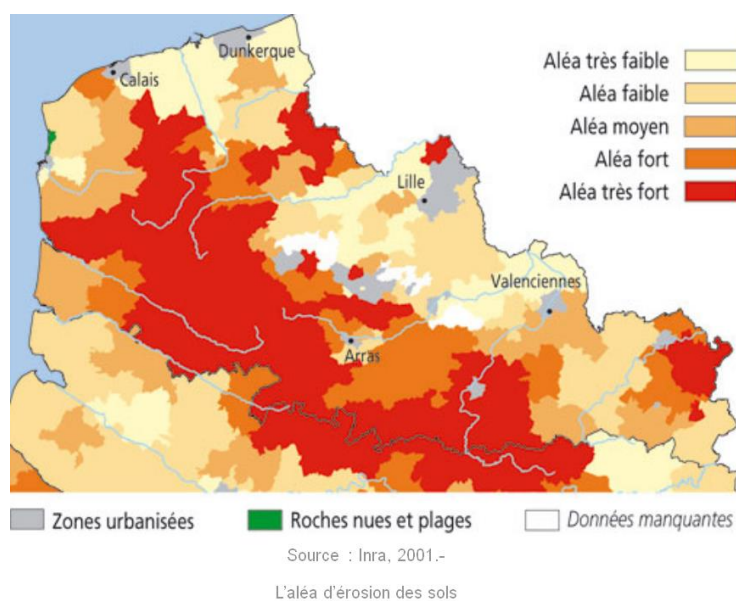 Dunkerque
Calais
Lille
Valenciennes
Arras
Aléa très faible
Aléa faible
Aléa moyen
Aléa fort
Aléa très fort
Zones urbanisées
Roches nues et plages
Données manquantes
Source : Inra, 2001.-
L'aléa d'érosion des sols